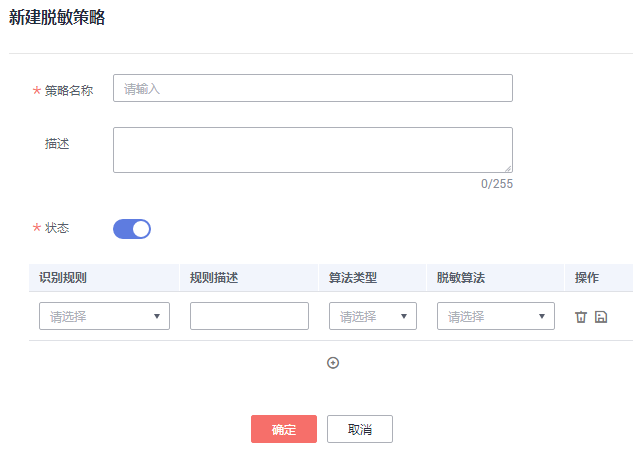 新建脱敏策略
* 策略名称 请输入
描述
0/255
* 状态
识别规则 规则描述 算法类型 脱敏算法 操作
请选择 请选择 请选择
确定 取消